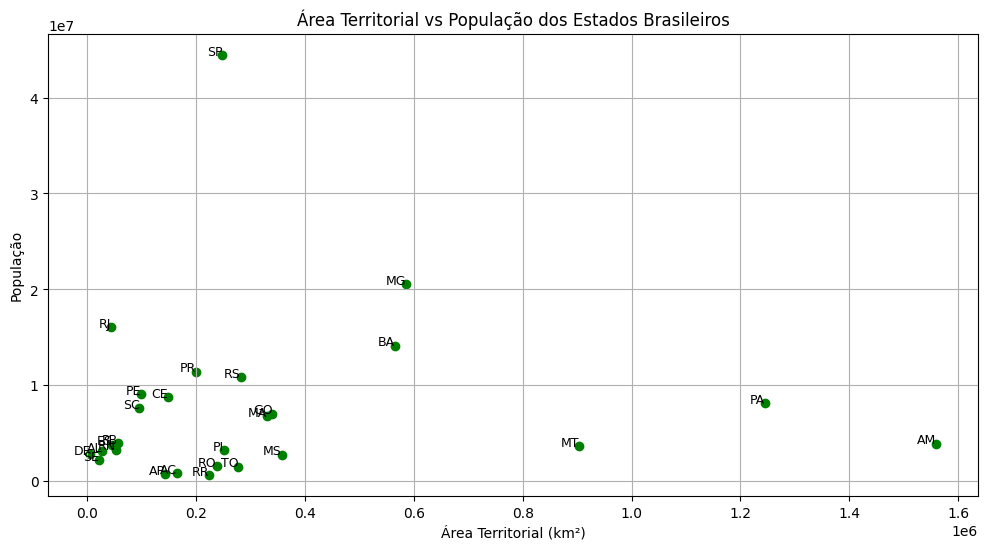 Área Territorial vs População dos Estados Brasileiros
1e7
SP
4
3
MG
2
RJ
BA
PR
RS
1
PE
CE
SC
GO
MA
PA
AM
MT
PB
DF
PI
MS
SE
RO
TO
AP
AC
RR
0
0.0 0.2 0.4 0.6 0.8 1.0 1.2 1.4 1.6
1e6
Área Territorial (km²)
População